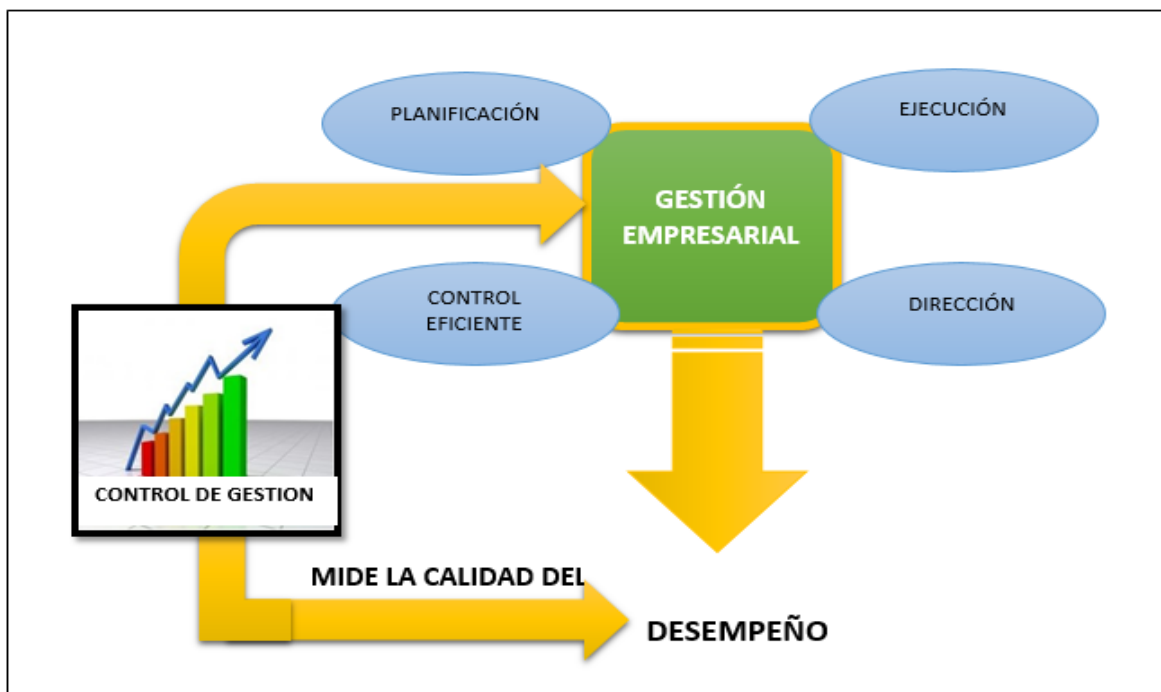 PLANIFICACIÓN
EJECUCIÓN
GESTIÓN
EMPRESARIAL
CONTROL
EFICIENTE
DIRECCIÓN
CONTROL DE GESTION
MIDE LA CALIDAD DEL
DESEMPEÑO